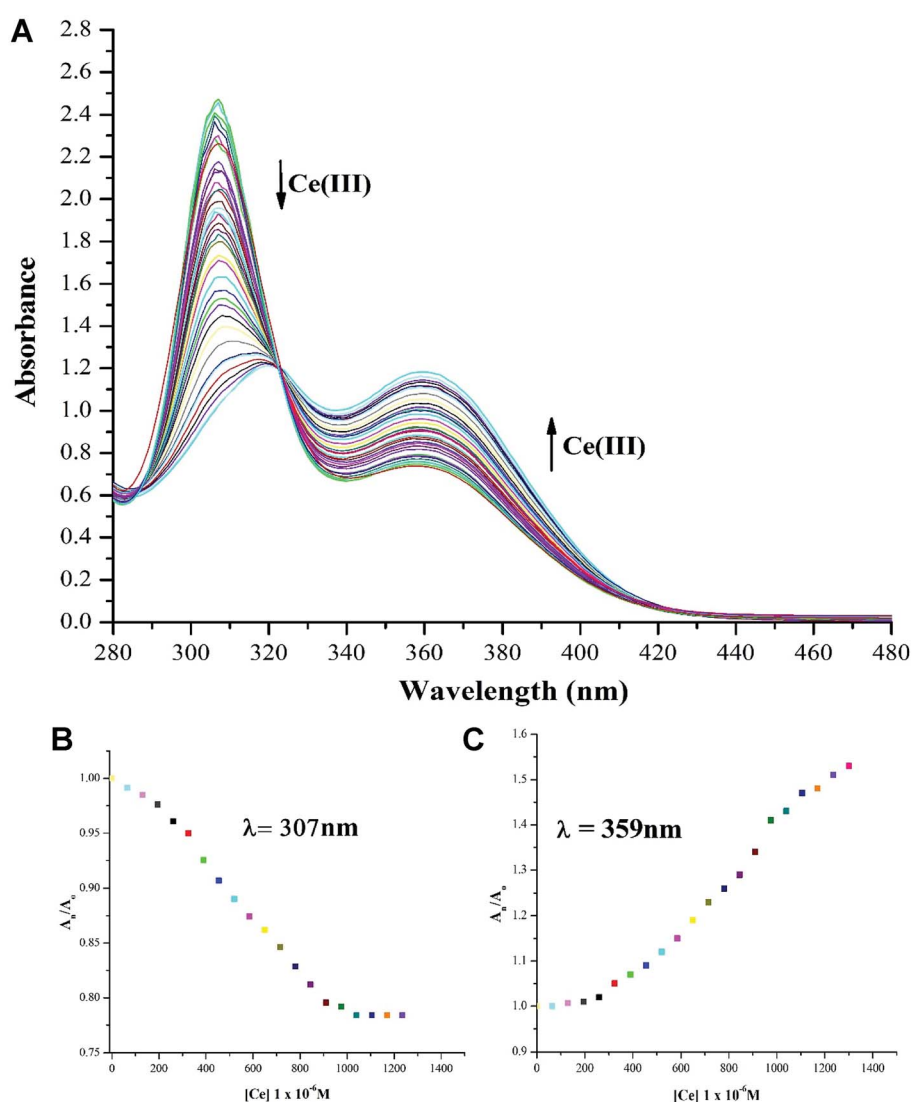 A
2.8
2.6
2.4
2.2
2.0
1.8
1.6
1.4
1.2
1.0
0.8
0.6
0.4
0.2
0.0
Absorbance
Ce(III)
Ce(III)
280 300 320 340 360 380 400 420 440 460 480
Wavelength (nm)
B
1.00
0.95
0.90
0.85
0.80
0.75
Aₙ/Aₒ
λ= 307nm
0 200 400 600 800 1000 1200 1400
[Ce] 1 x 10⁻⁶M
C
1.6
1.5
1.4
1.3
1.2
1.1
1.0
0.9
Aₙ/Aₒ
λ = 359nm
0 200 400 600 800 1000 1200 1400
[Ce] 1 x 10⁻⁶M